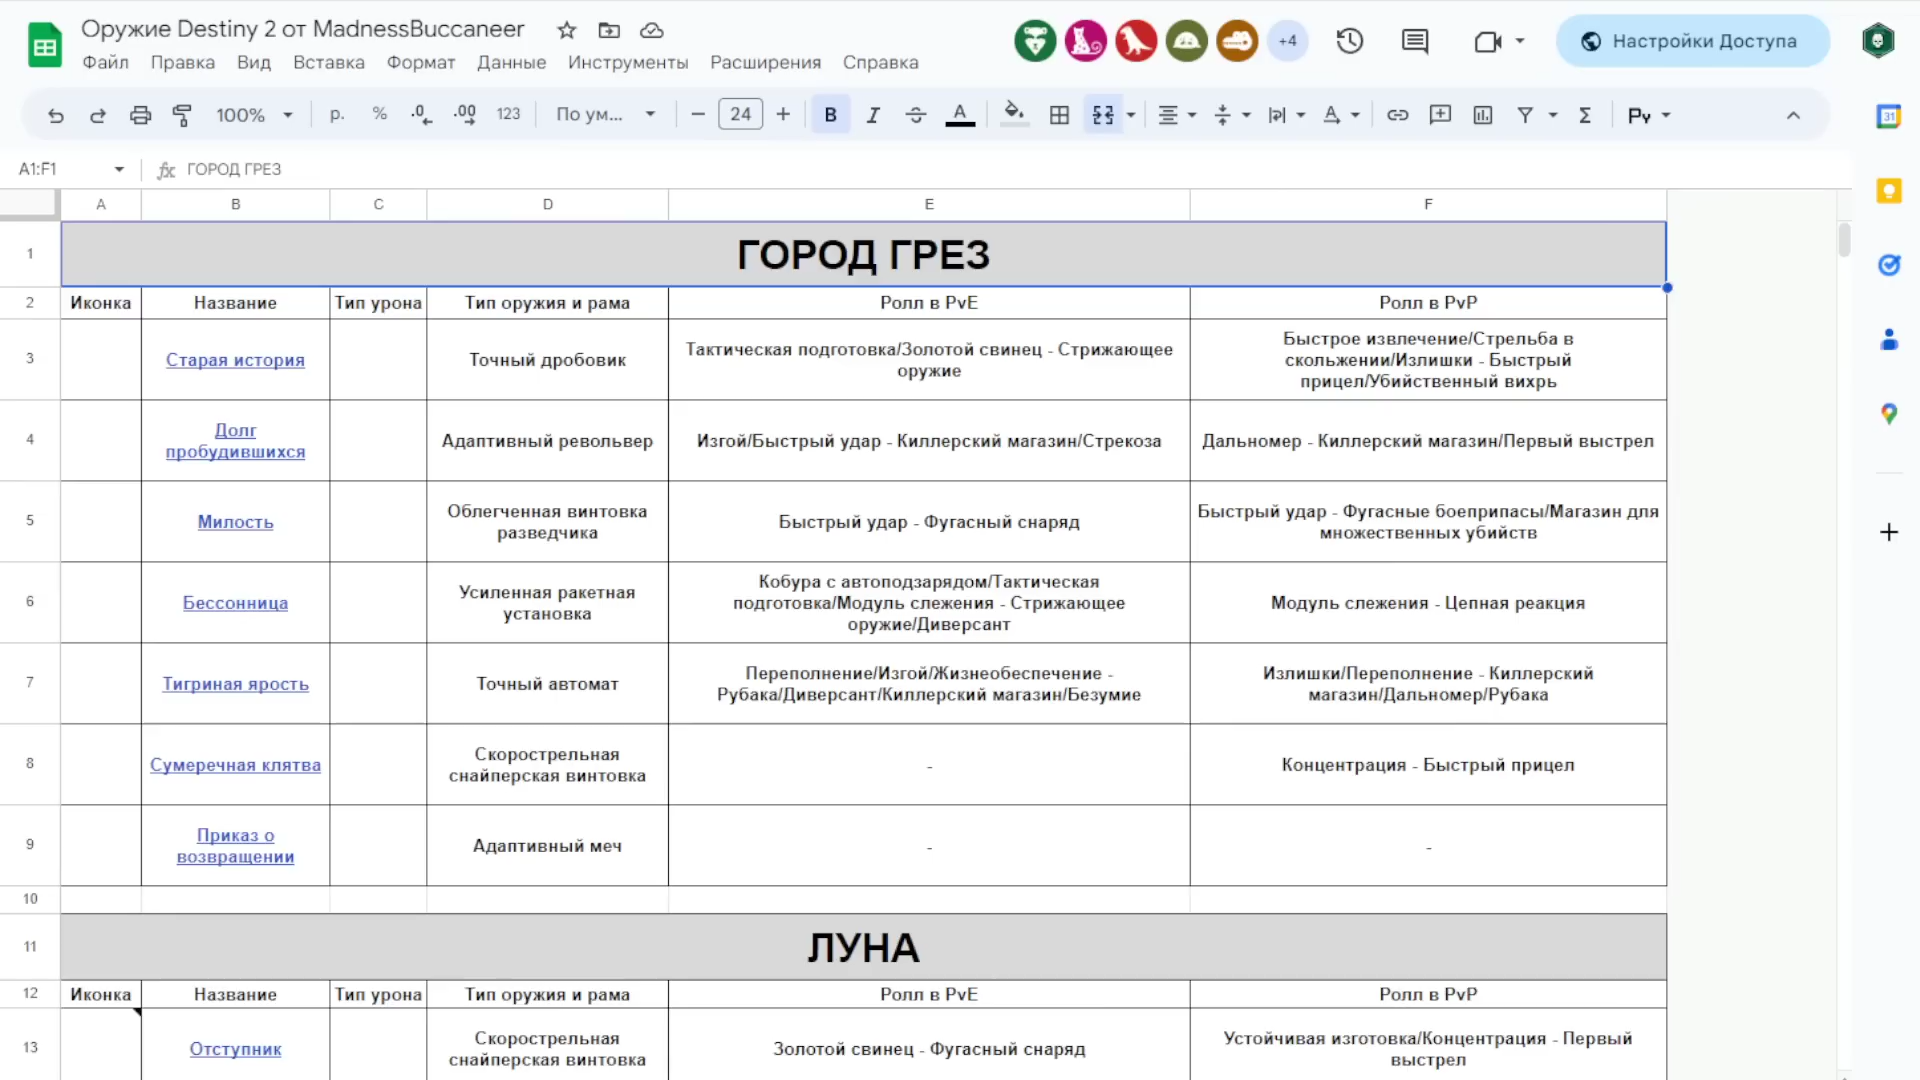 Оружие Destiny 2 от MadnessBuccaneer
Файл Правка Вид Вставка Формат Данные Инструменты Расширения Справка
+4
Настройки Доступа
100% р. % .0 .00 123 По ум... 24 B I A Σ Ру
31
A1:F1 fx ГОРОД ГРЕЗ
A B C D E F
1 ГОРОД ГРЕЗ
2 Иконка Название Тип урона Тип оружия и рама Ролл в PvE Ролл в PvP
3 Старая история Точный дробовик
Тактическая подготовка/Золотой свинец - Стрижающее
оружие
Быстрое извлечение/Стрельба в
скольжении/Излишки - Быстрый
прицел/Убийственный вихрь
4 Долг
пробудившихся
Адаптивный револьвер Изгой/Быстрый удар - Киллерский магазин/Стрекоза Дальномер - Киллерский магазин/Первый выстрел
5 Милость
Облегченная винтовка
разведчика
Быстрый удар - Фугасный снаряд
Быстрый удар - Фугасные боеприпасы/Магазин для
множественных убийств
6 Бессонница
Усиленная ракетная
установка
Кобура с автоподзарядом/Тактическая
подготовка/Модуль слежения - Стрижающее
оружие/Диверсант
Модуль слежения - Цепная реакция
7 Тигриная ярость Точный автомат
Переполнение/Изгой/Жизнеобеспечение -
Рубака/Диверсант/Киллерский магазин/Безумие
Излишки/Переполнение - Киллерский
магазин/Дальномер/Рубака
8 Сумеречная клятва
Скорострельная
снайперская винтовка
- Концентрация - Быстрый прицел
9 Приказ о
возвращении
Адаптивный меч - -
10
11 ЛУНА
12 Иконка Название Тип урона Тип оружия и рама Ролл в PvE Ролл в PvP
13 Отступник
Скорострельная
снайперская винтовка
Золотой свинец - Фугасный снаряд
Устойчивая изготовка/Концентрация - Первый
выстрел